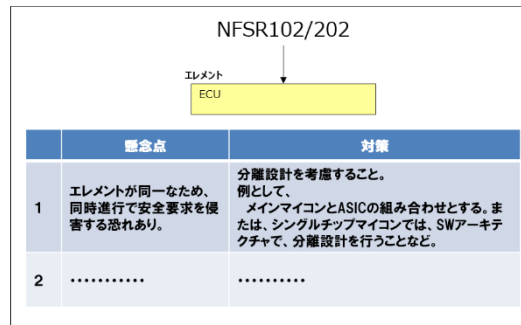 NFSR102/202
エレメント
ECU
懸念点
対策
1
エレメントが同一なため、
同時進行で安全要求を侵
害する恐れあり。
分離設計を考慮すること。
例として、
メインマイコンとASICの組み合わせとする。ま
たは、シングルチップマイコンでは、SWアーキテ
クチャで、分離設計を行うことなど。
2
・・・・・・・・・・・
・・・・・・・・・・